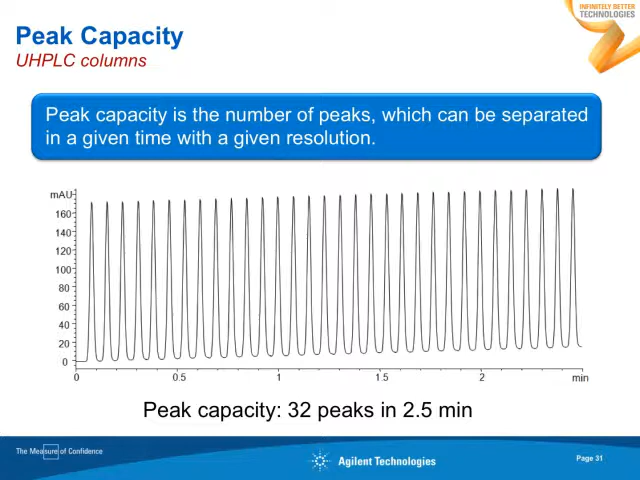 INFINITELY BETTER
TECHNOLOGIES
Peak Capacity
UHPLC columns
Peak capacity is the number of peaks, which can be separated
in a given time with a given resolution.
mAU
160
140
120
100
80
60
40
20
0
0 0.5 1 1.5 2 min
Peak capacity: 32 peaks in 2.5 min
The Measure of Confidence
Agilent Technologies
Page 31